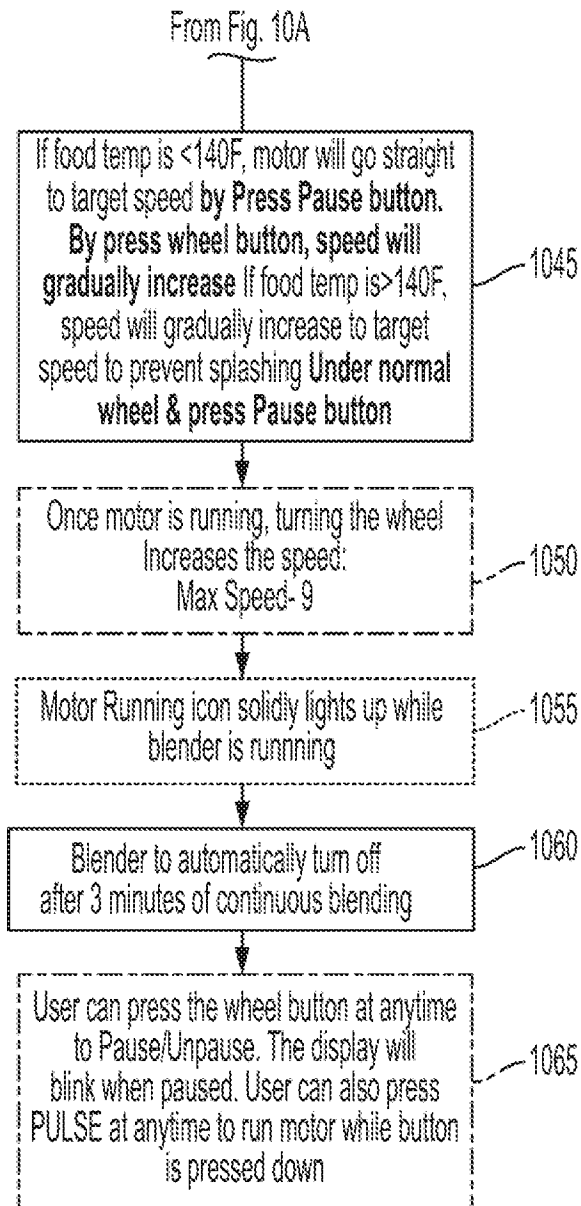 From Fig. 10A
If food temp is <140F, motor will go straight
to target speed by Press Pause button.
By press wheel button, speed will
gradually increase If food temp is>140F,
speed will gradually increase to target
speed to prevent splashing Under normal
wheel & press Pause button
1045
Once motor is running, turning the wheel
Increases the speed:
Max Speed- 9
1050
Motor Running icon solidly lights up while
blender is runnning
1055
Blender to automatically turn off
after 3 minutes of continuous blending
1060
User can press the wheel button at anytime
to Pause/Unpause. The display will
blink when paused. User can also press
PULSE at anytime to run motor while button
is pressed down
1065